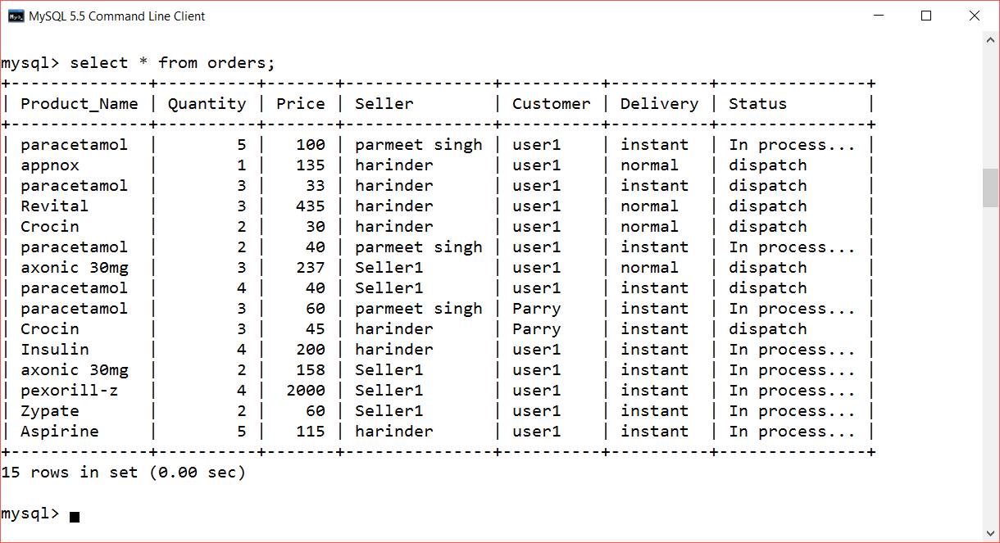 MySQL 5.5 Command Line Client
mysql> select * from orders;
+--------------+----------+-------+---------------+----------+----------+---------------+
| Product_Name | Quantity | Price | Seller        | Customer | Delivery | Status        |
+--------------+----------+-------+---------------+----------+----------+---------------+
| paracetamol  |        5 |   100 | parmeet singh | user1    | instant  | In process... |
| appnox       |        1 |   135 | harinder      | user1    | normal   | dispatch      |
| paracetamol  |        3 |    33 | harinder      | user1    | instant  | dispatch      |
| Revital      |        3 |   435 | harinder      | user1    | normal   | dispatch      |
| Crocin       |        2 |    30 | harinder      | user1    | normal   | dispatch      |
| paracetamol  |        2 |    40 | parmeet singh | user1    | instant  | In process... |
| axonic 30mg  |        3 |   237 | Seller1       | user1    | normal   | dispatch      |
| paracetamol  |        4 |    40 | Seller1       | user1    | instant  | dispatch      |
| paracetamol  |        3 |    60 | parmeet singh | Parry    | instant  | In process... |
| Crocin       |        3 |    45 | harinder      | Parry    | instant  | dispatch      |
| Insulin      |        4 |   200 | harinder      | user1    | instant  | In process... |
| axonic 30mg  |        2 |   158 | Seller1       | user1    | instant  | In process... |
| pexorill-z   |        4 |  2000 | Seller1       | user1    | instant  | In process... |
| Zypate       |        2 |    60 | Seller1       | user1    | instant  | In process... |
| Aspirine     |        5 |   115 | harinder      | user1    | instant  | In process... |
+--------------+----------+-------+---------------+----------+----------+---------------+
15 rows in set (0.00 sec)
mysql>